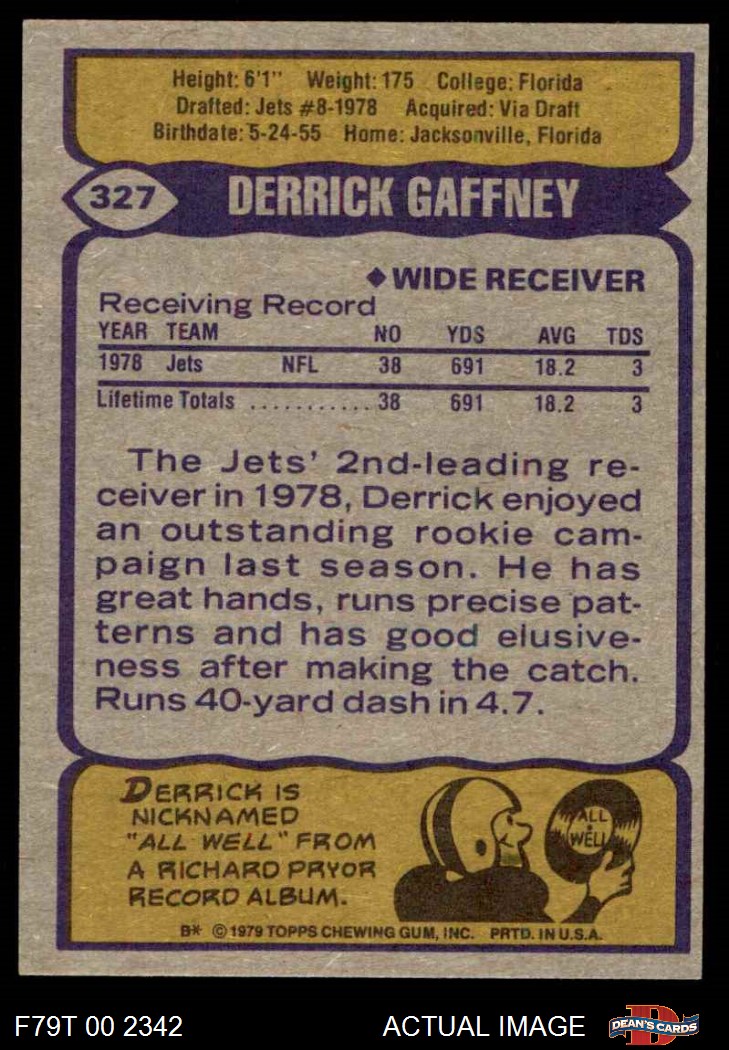 Height: 6'1" Weight: 175 College: Florida
Drafted: Jets #8-1978 Acquired: Via Draft
Birthdate: 5-24-55 Home: Jacksonville, Florida
327 DERRICK GAFFNEY
◆ WIDE RECEIVER
Receiving Record
YEAR TEAM NO YDS AVG TDS
1978 Jets NFL 38 691 18.2 3
Lifetime Totals ........... 38 691 18.2 3
The Jets' 2nd-leading re-
ceiver in 1978, Derrick enjoyed
an outstanding rookie cam-
paign last season. He has
great hands, runs precise pat-
terns and has good elusive-
ness after making the catch.
Runs 40-yard dash in 4.7.
DERRICK IS
NICKNAMED
"ALL WELL" FROM
A RICHARD PRYOR
RECORD ALBUM.
ALL
WELL
B* © 1979 TOPPS CHEWING GUM, INC. PRTD. IN U.S.A.
F79T 00 2342 ACTUAL IMAGE DEAN'S CARDS